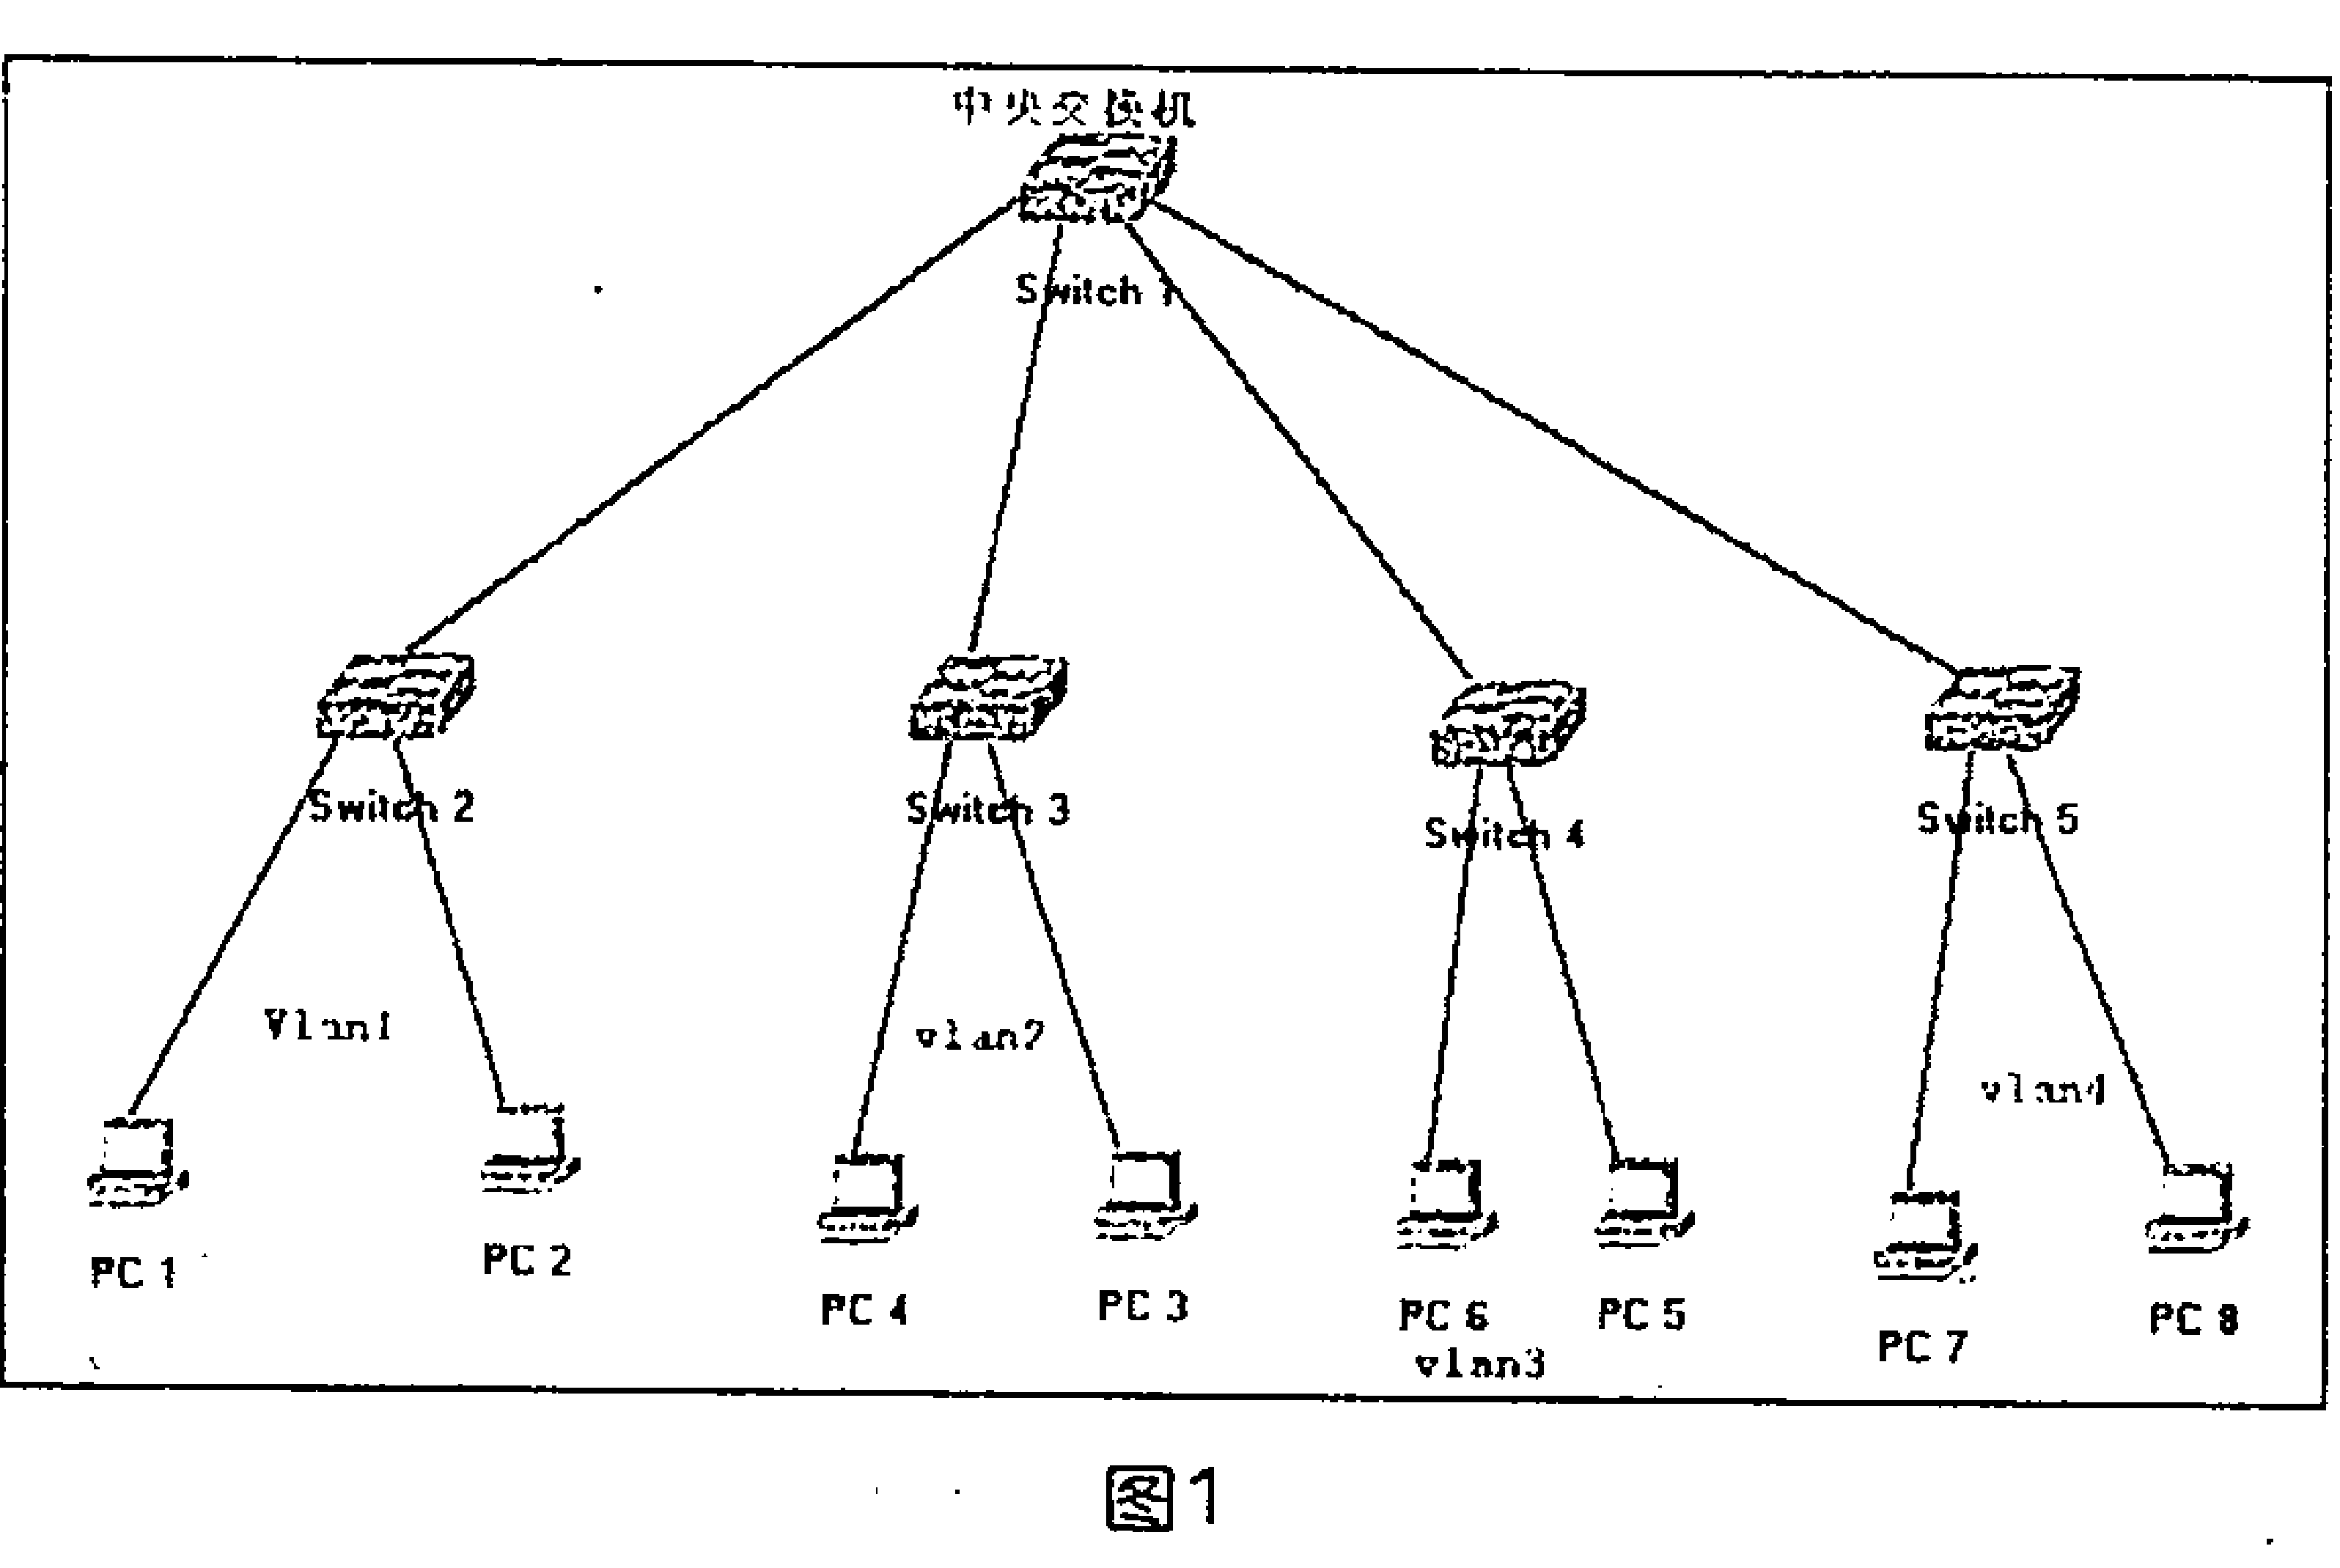 中央交换机
Switch 1
Switch 2
Switch 3
Switch 4
Switch 5
Vlan1
vlan2
vlan4
PC 1
PC 2
PC 4
PC 3
PC 6
PC 5
PC 7
PC 8
vlan3
图1